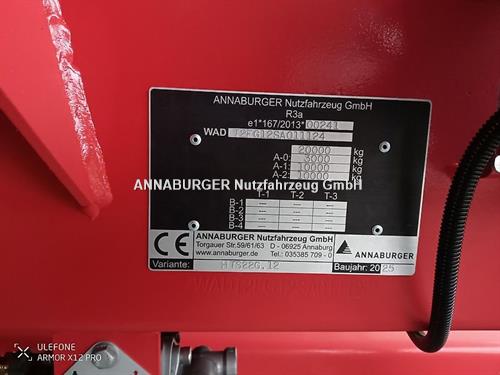 ANNABURGER Nutzfahrzeug GmbH
R3a
e1*167/2013*00241
WAD
20000 kg
A-0: 3000 kg
A-1: 10000 kg
A-2: 10000 kg
ANNABURGER Nutzfahrzeug GmbH
T-1 T-2 T-3
B-1 --- --- ---
B-2 --- --- ---
B-3 --- --- ---
B-4 --- --- ---
CE
ANNABURGER Nutzfahrzeug GmbH
Torgauer Str.59/61/63 D - 06925 Annaburg
www.annaburger.de Tel.: 035385 709 - 0
ANNABURGER
Variante: HTS22G.12 Baujahr: 2025
ULEFONE
ARMOR X12 PRO